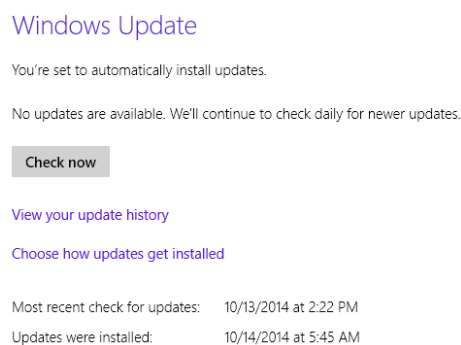 Windows Update
You're set to automatically install updates.
No updates are available. We'll continue to check daily for newer updates.
Check now
View your update history
Choose how updates get installed
Most recent check for updates: 10/13/2014 at 2:22 PM
Updates were installed: 10/14/2014 at 5:45 AM